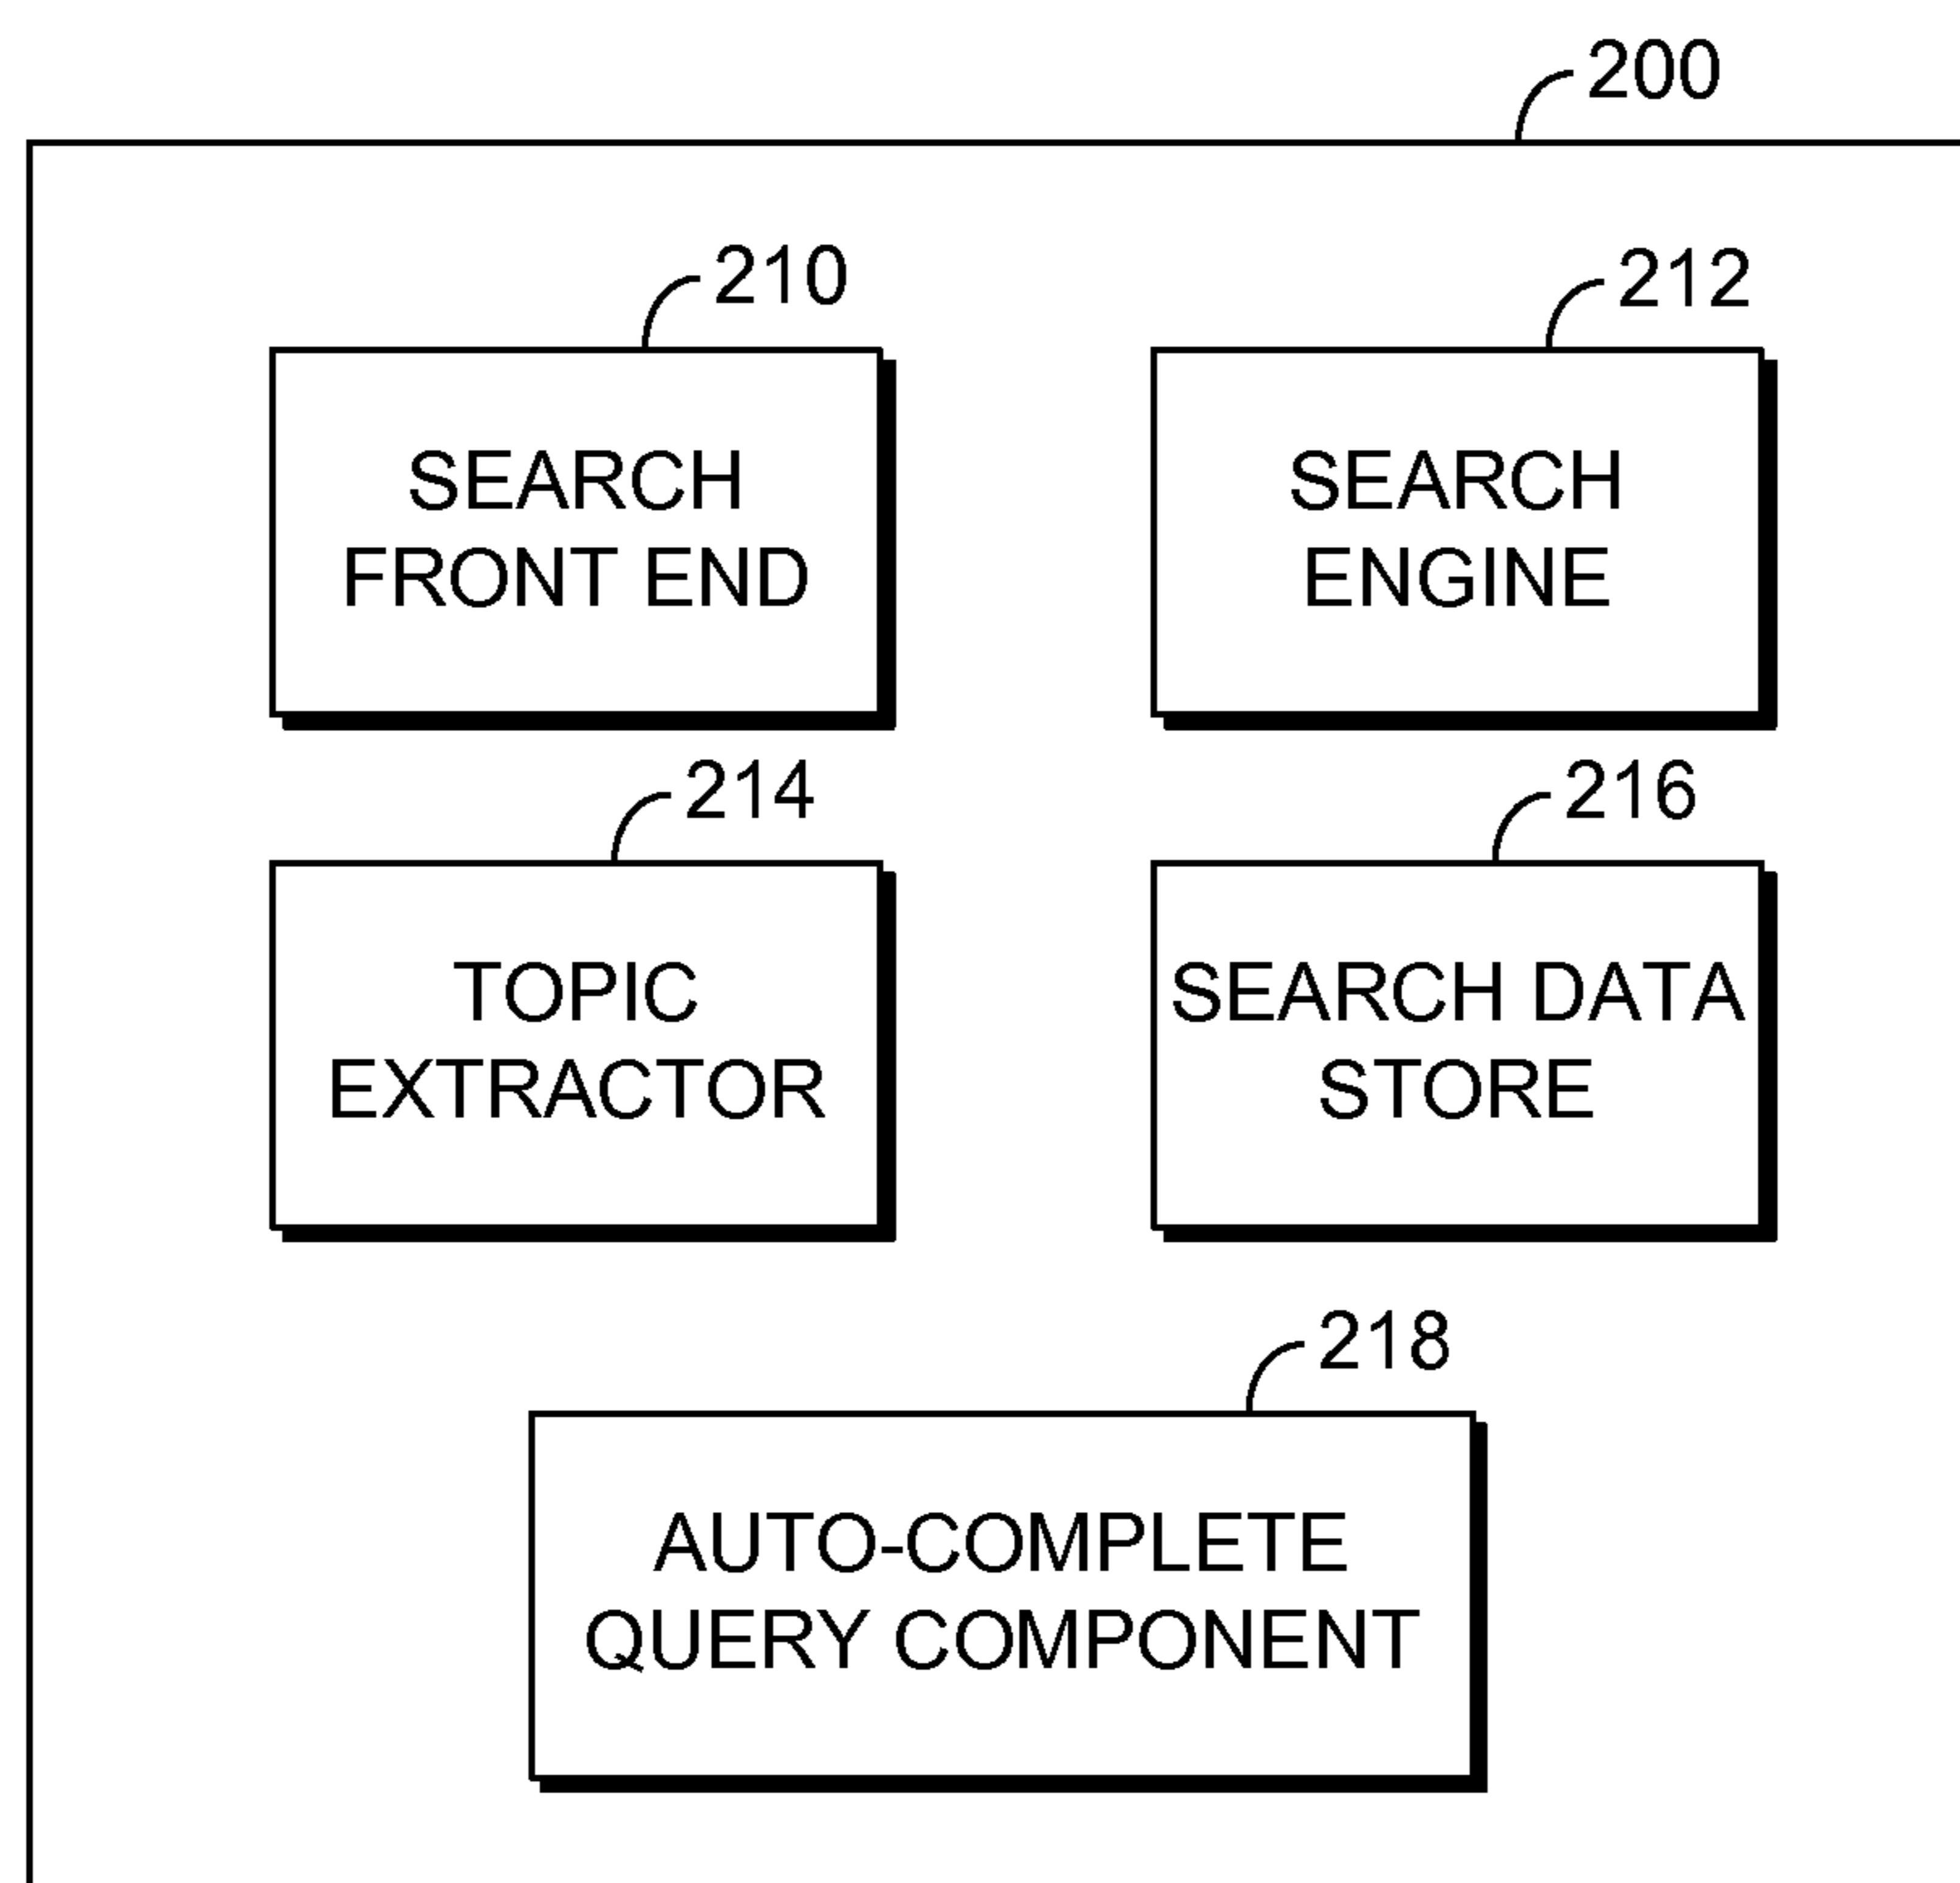 200
210
SEARCH
FRONT END
212
SEARCH
ENGINE
214
TOPIC
EXTRACTOR
216
SEARCH DATA
STORE
218
AUTO-COMPLETE
QUERY COMPONENT